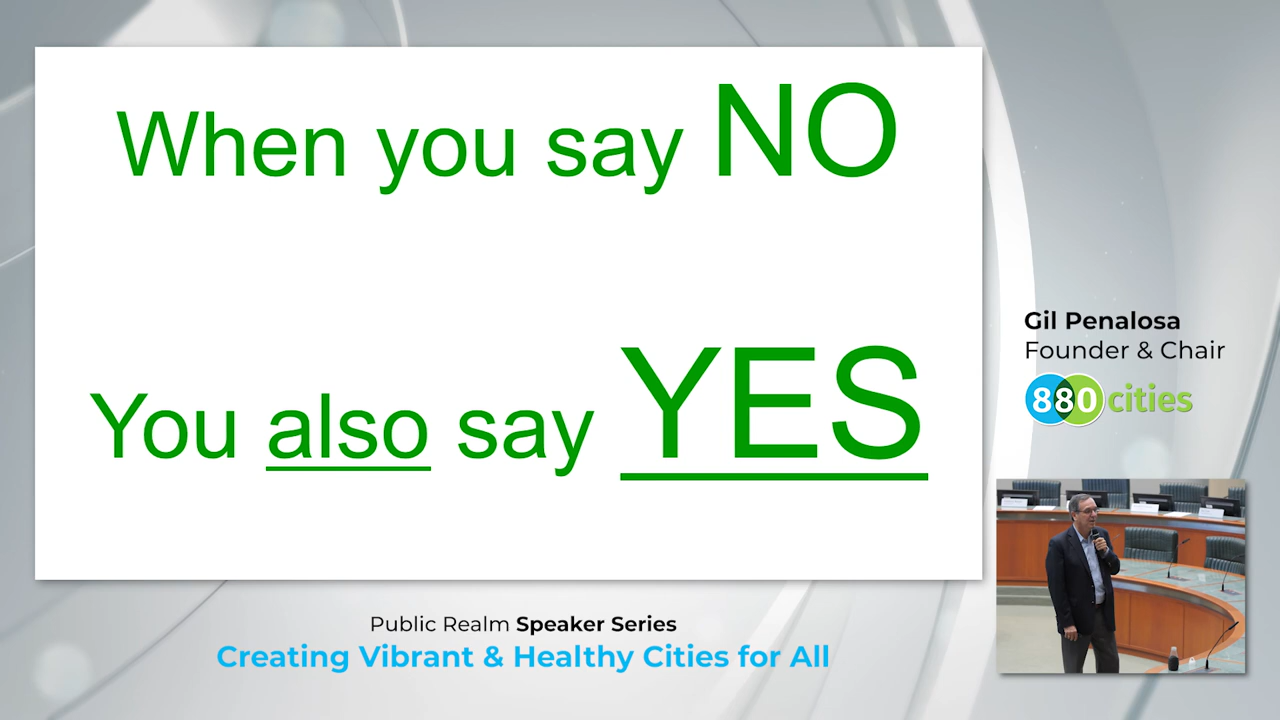 When you say NO
You also say YES
Gil Penalosa
Founder & Chair
880 cities
Public Realm Speaker Series
Creating Vibrant & Healthy Cities for All